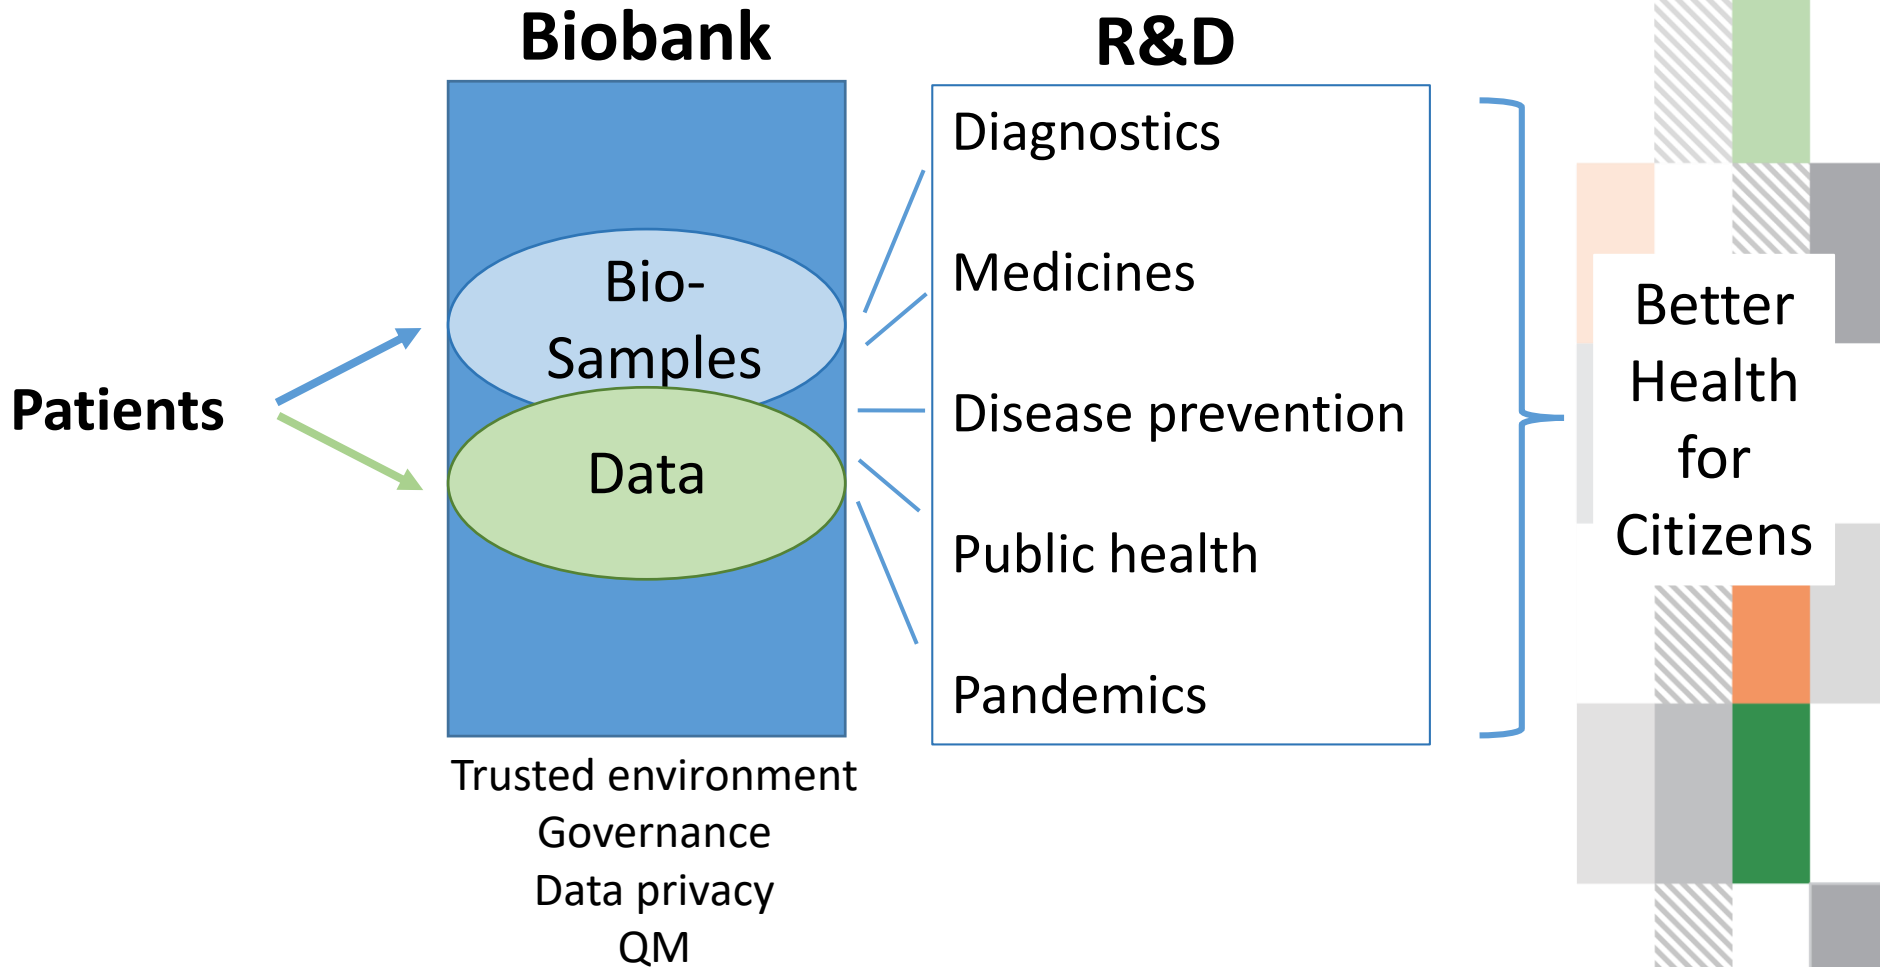 Biobank
R&D
Patients
Bio-
Samples
Data
Diagnostics
Medicines
Disease prevention
Public health
Pandemics
Better
Health
for
Citizens
Trusted environment
Governance
Data privacy
QM